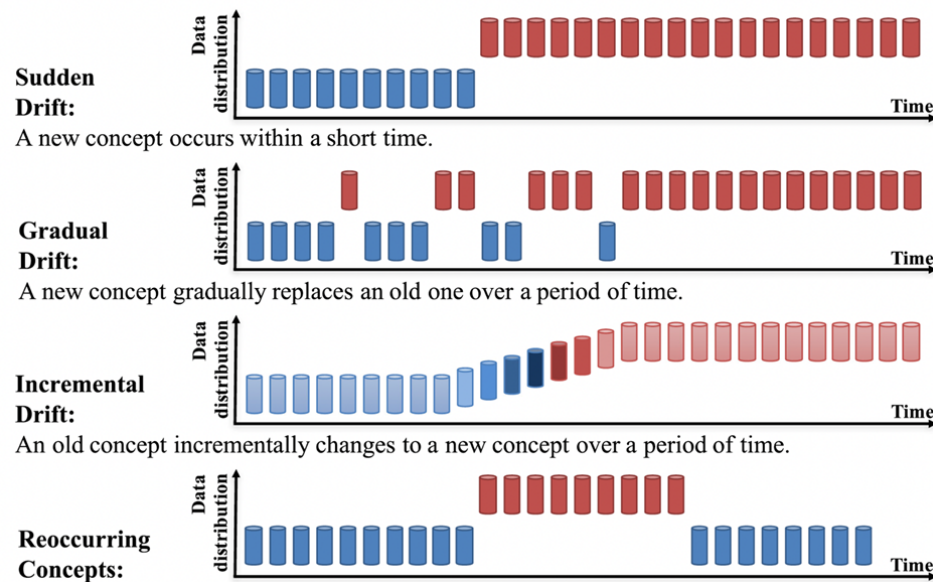 Data
distribution
Sudden
Drift:
Time
A new concept occurs within a short time.
Data
distribution
Gradual
Drift:
Time
A new concept gradually replaces an old one over a period of time.
Data
distribution
Incremental
Drift:
Time
An old concept incrementally changes to a new concept over a period of time.
Data
distribution
Reoccurring
Concepts:
Time